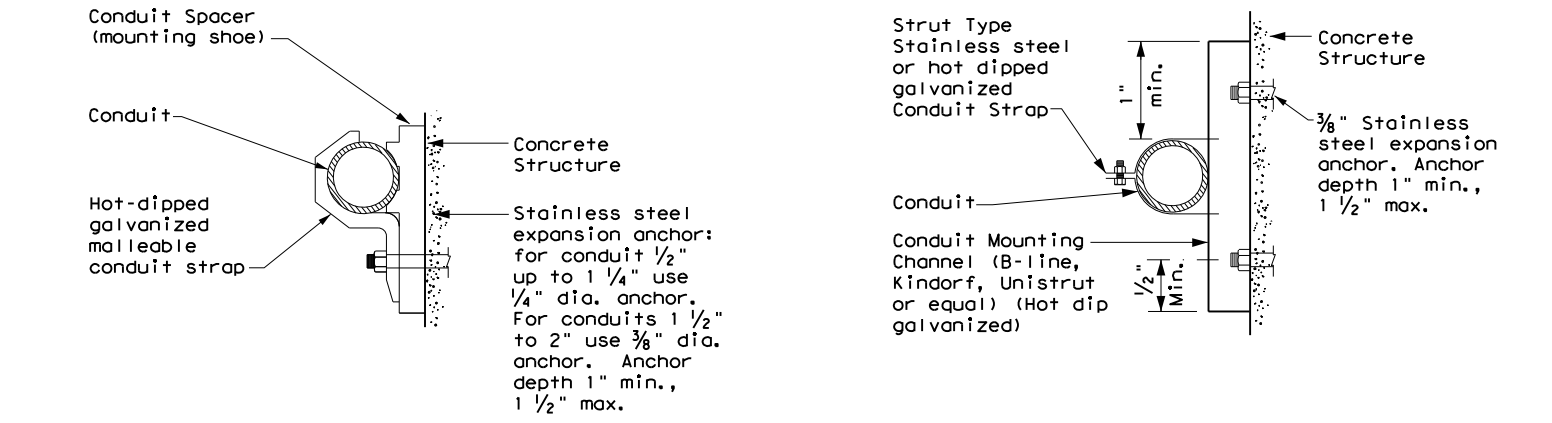 Conduit Spacer
(mounting shoe)
Conduit
Hot-dipped
galvanized
malleable
conduit strap
Concrete
Structure
Stainless steel
expansion anchor:
for conduit ½"
up to 1 ¼" use
¼" dia. anchor.
For conduits 1 ½"
to 2" use ⅜" dia.
anchor. Anchor
depth 1" min.,
1 ½" max.
Strut Type
Stainless steel
or hot dipped
galvanized
Conduit Strap
Conduit
Conduit Mounting
Channel (B-line,
Kindorf, Unistrut
or equal) (Hot dip
galvanized)
1"
min.
½"
Min.
Concrete
Structure
⅜" Stainless
steel expansion
anchor. Anchor
depth 1" min.,
1 ½" max.